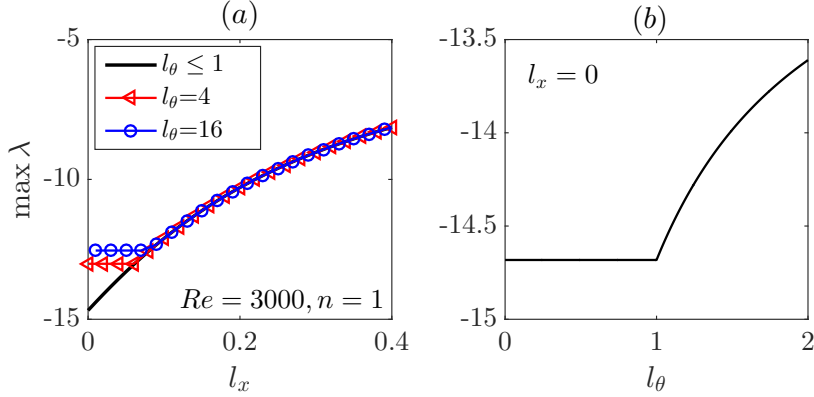 (a)
max λ
-5
-10
-15
l_θ ≤ 1
l_θ=4
l_θ=16
Re = 3000, n = 1
0
0.2
0.4
l_x
(b)
-13.5
-14
-14.5
-15
l_x = 0
0
1
2
l_θ